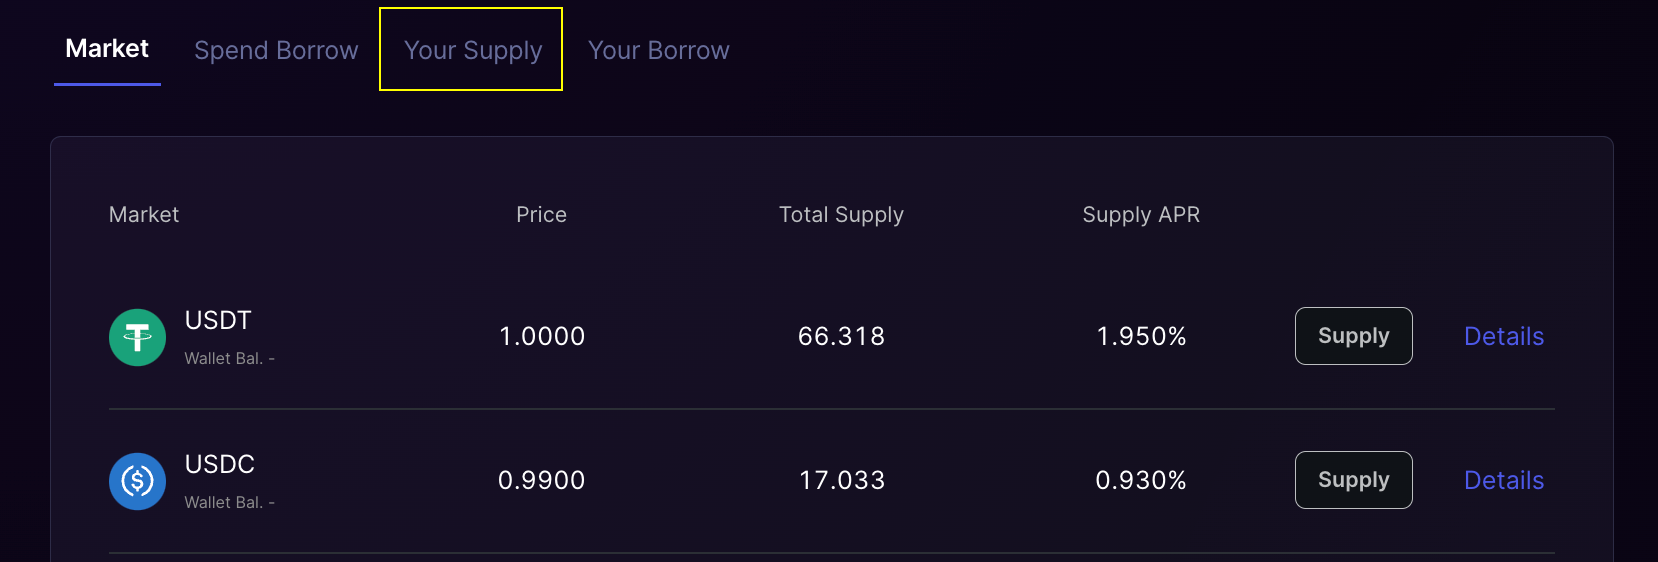 Market Spend Borrow Your Supply Your Borrow
Market Price Total Supply Supply APR
USDT
Wallet Bal. -
1.0000 66.318 1.950% Supply Details
USDC
Wallet Bal. -
0.9900 17.033 0.930% Supply Details